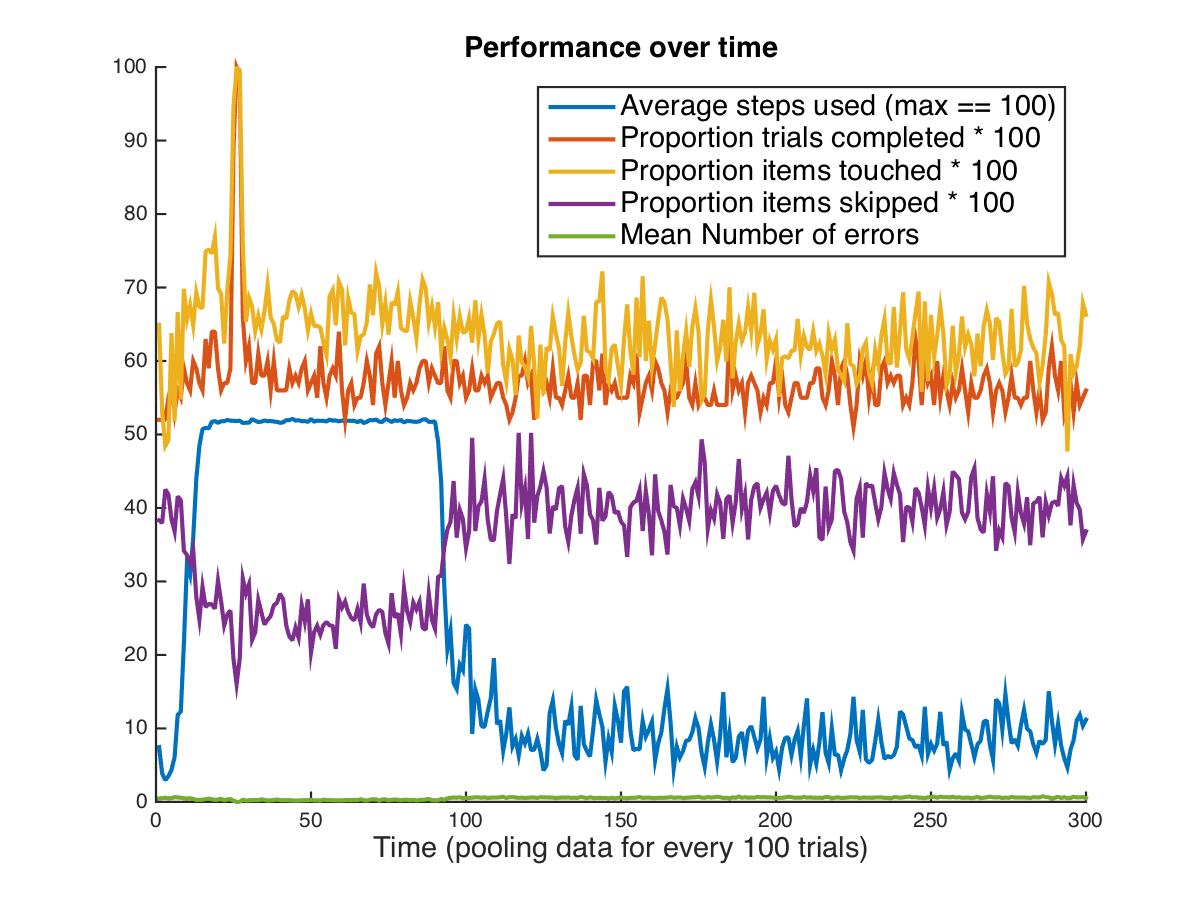 Performance over time
100
90
80
70
60
50
40
30
20
10
0
Average steps used (max == 100)
Proportion trials completed * 100
Proportion items touched * 100
Proportion items skipped * 100
Mean Number of errors
0 50 100 150 200 250 300
Time (pooling data for every 100 trials)